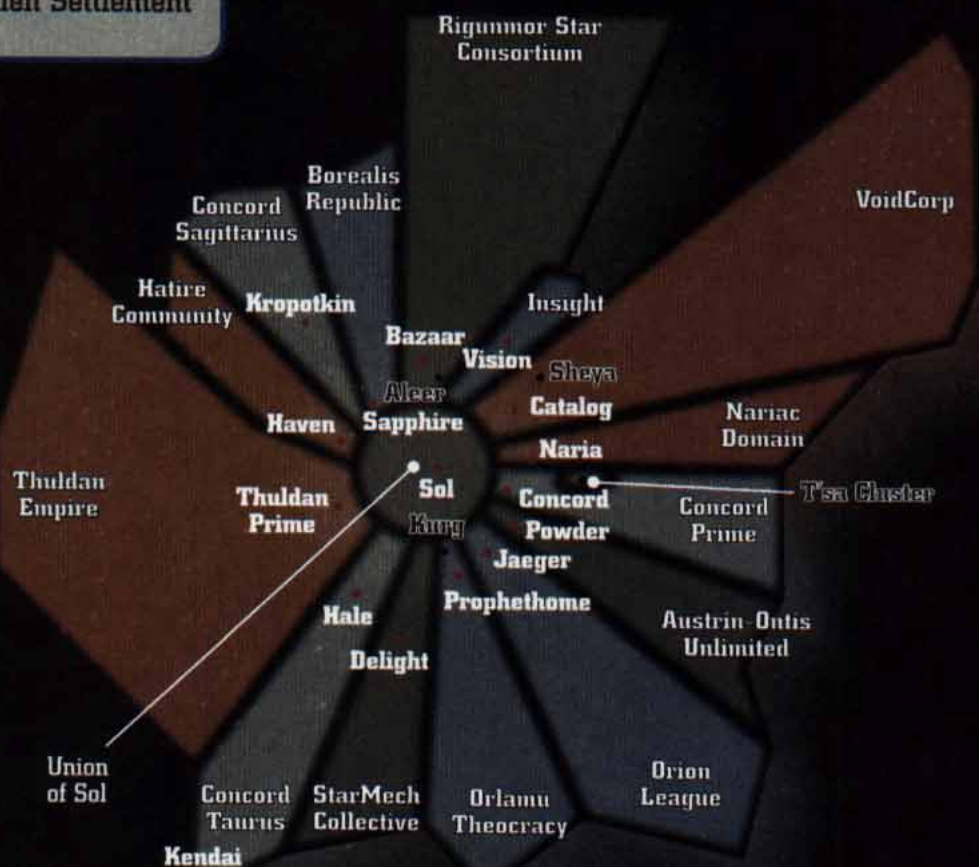 Settlement
Rigunmor Star
Consortium
Borealis
Republic
Concord
Sagittarius
VoidCorp
Hatire
Community
Kropotkin
Insight
Bazaar
Vision
Sheya
Aleer
Catalog
Nariac
Domain
Haven
Sapphire
Naria
Thuldan
Empire
Thuldan
Prime
Sol
Concord
T'sa Cluster
Concord
Prime
Kurg
Powder
Jaeger
Prophethome
Hale
Austrin-Ontis
Unlimited
Delight
Union
of Sol
Orion
League
Concord
Taurus
StarMech
Collective
Orlamu
Theocracy
Kendai